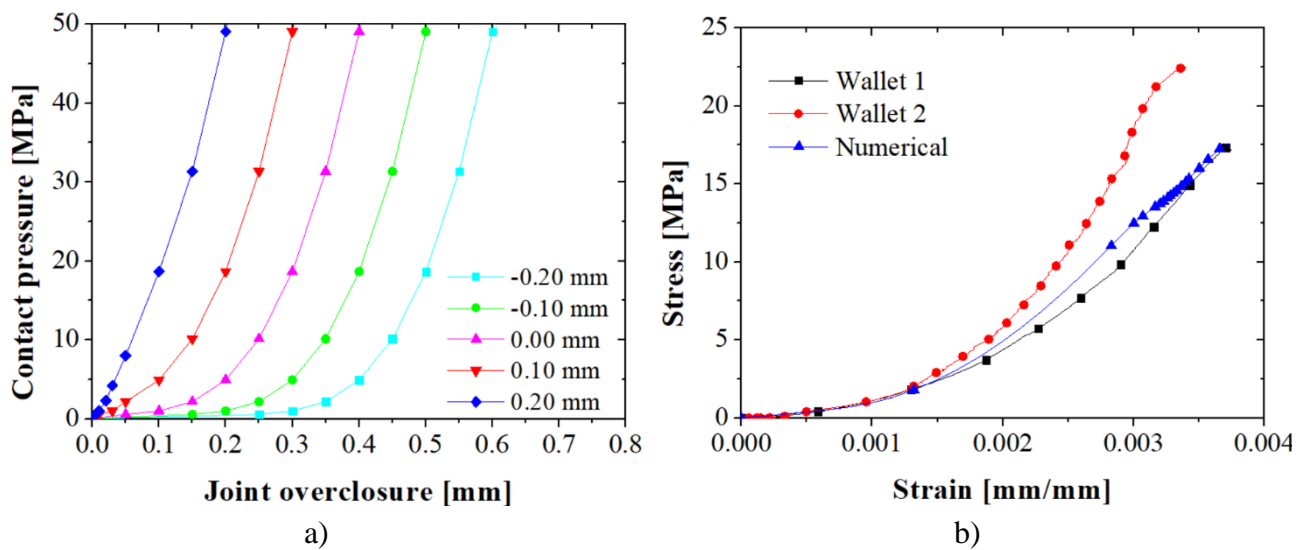 50
40
30
20
10
0
0.0 0.1 0.2 0.3 0.4 0.5 0.6 0.7 0.8
Contact pressure [MPa]
Joint overclosure [mm]
-0.20 mm
-0.10 mm
0.00 mm
0.10 mm
0.20 mm
a)
25
20
15
10
5
0
0.000 0.001 0.002 0.003 0.004
Stress [MPa]
Strain [mm/mm]
Wallet 1
Wallet 2
Numerical
b)